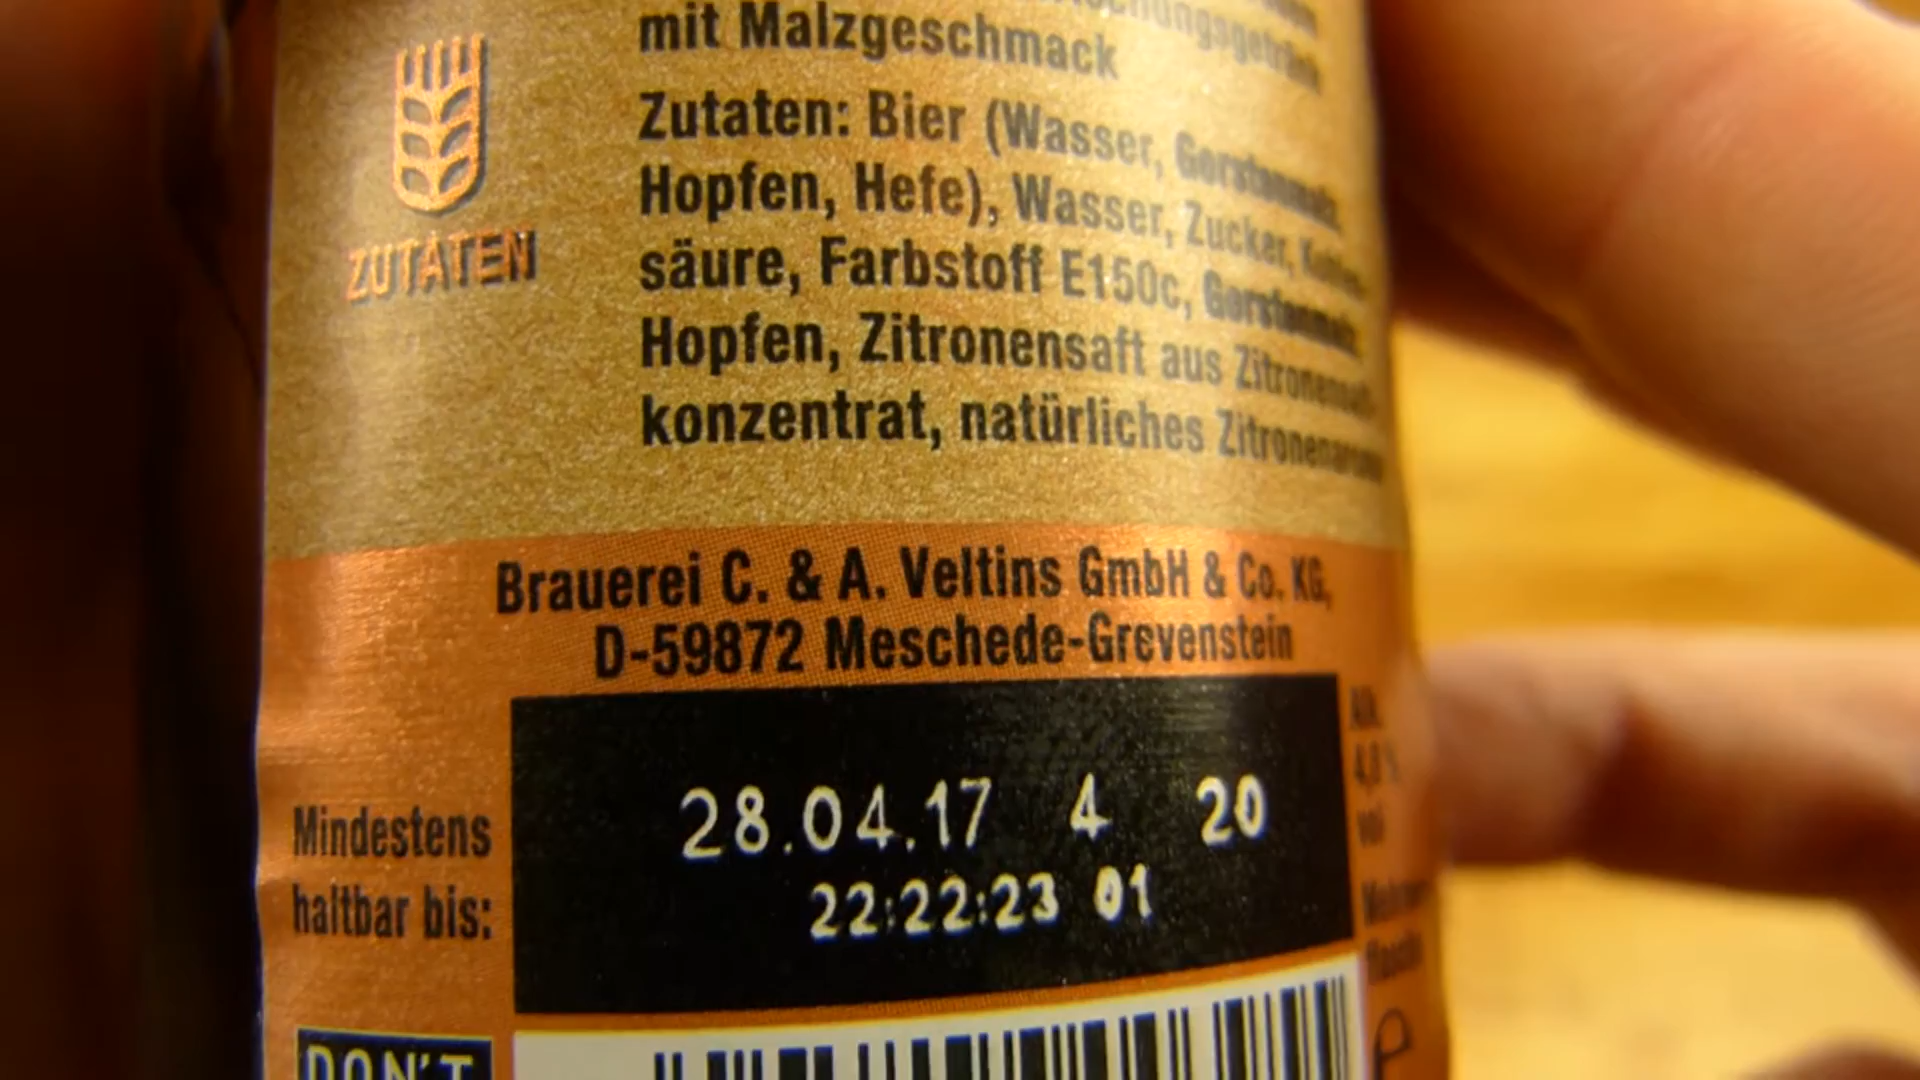 mit Malzgeschmack
Zutaten: Bier (Wasser, Gerstenmalz,
Hopfen, Hefe), Wasser, Zucker, Kohlen-
säure, Farbstoff E150c, Gerstenmalz,
Hopfen, Zitronensaft aus Zitronensaft-
konzentrat, natürliches Zitronenaroma
ZUTATEN
Brauerei C. & A. Veltins GmbH & Co. KG,
D-59872 Meschede-Grevenstein
Mindestens
haltbar bis:
28.04.17 4 20
22:22:23 01
Alk.
vol
DON'T
e